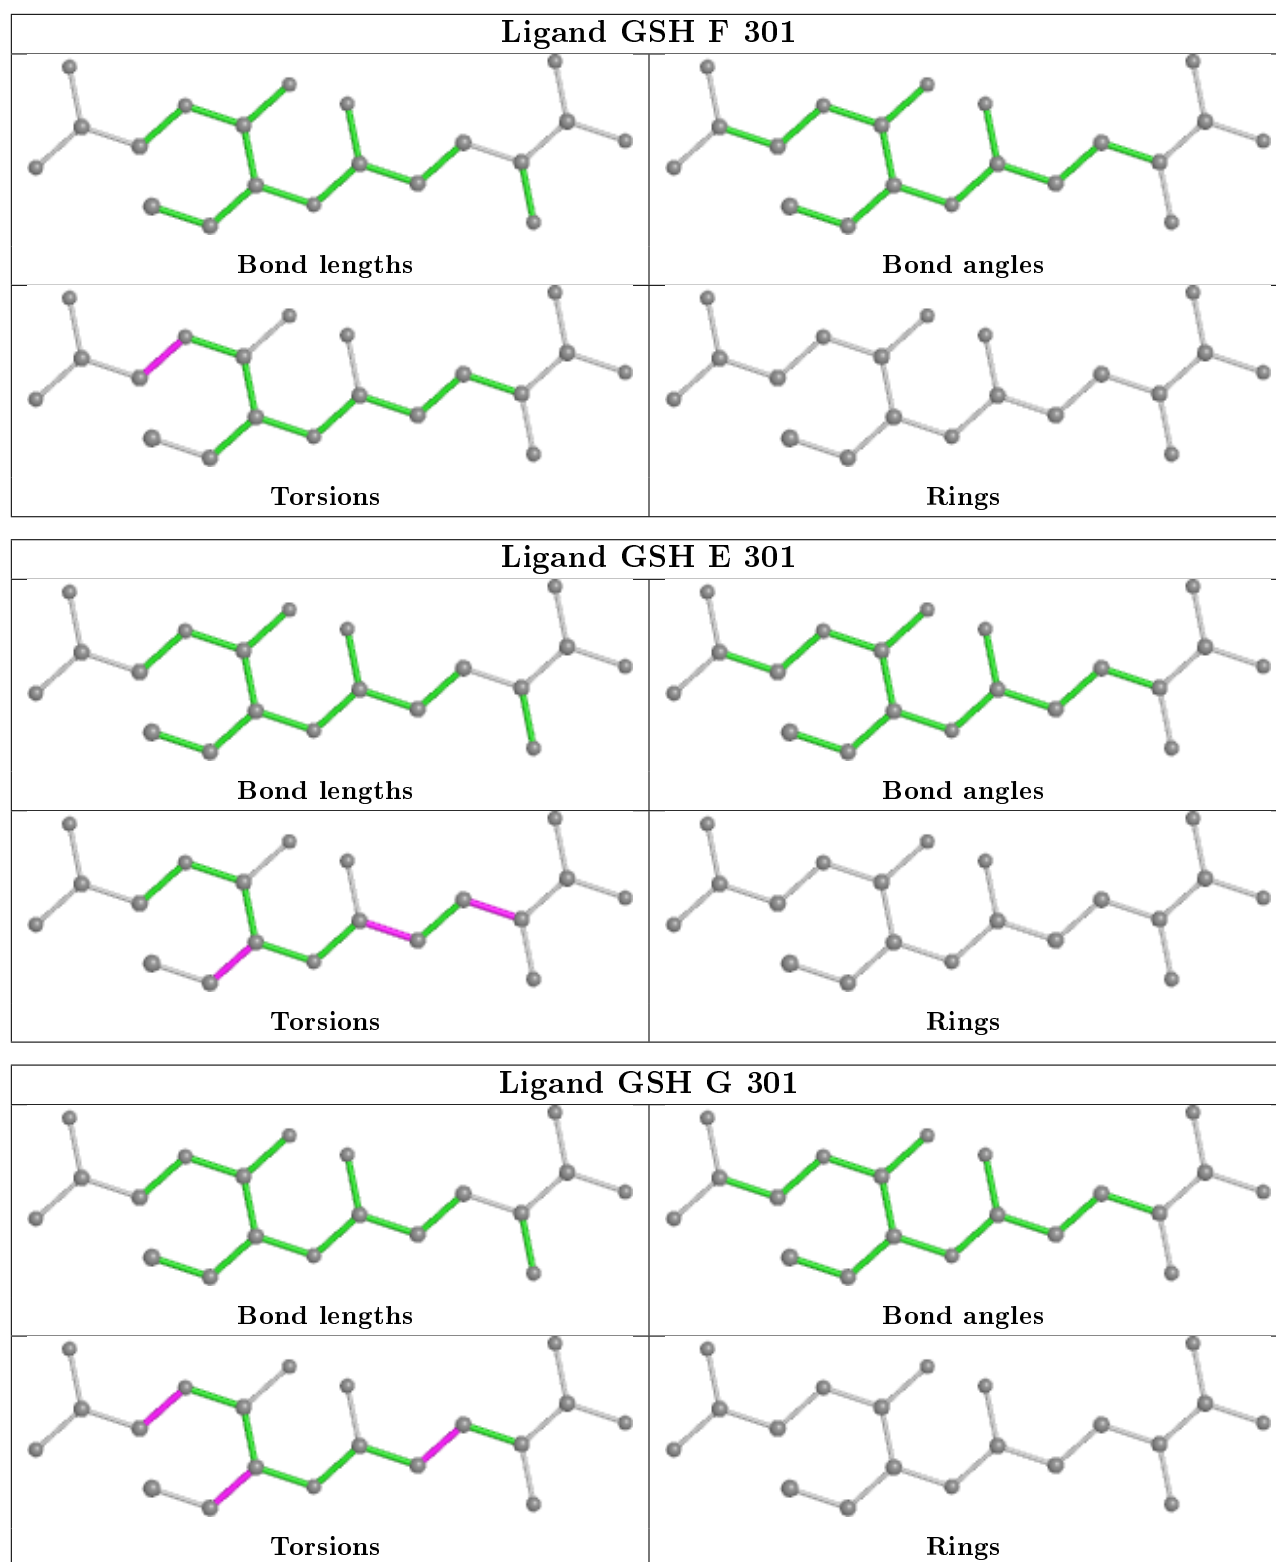 Ligand GSH F 301
Bond lengths
Bond angles
Torsions
Rings
Ligand GSH E 301
Bond lengths
Bond angles
Torsions
Rings
Ligand GSH G 301
Bond lengths
Bond angles
Torsions
Rings